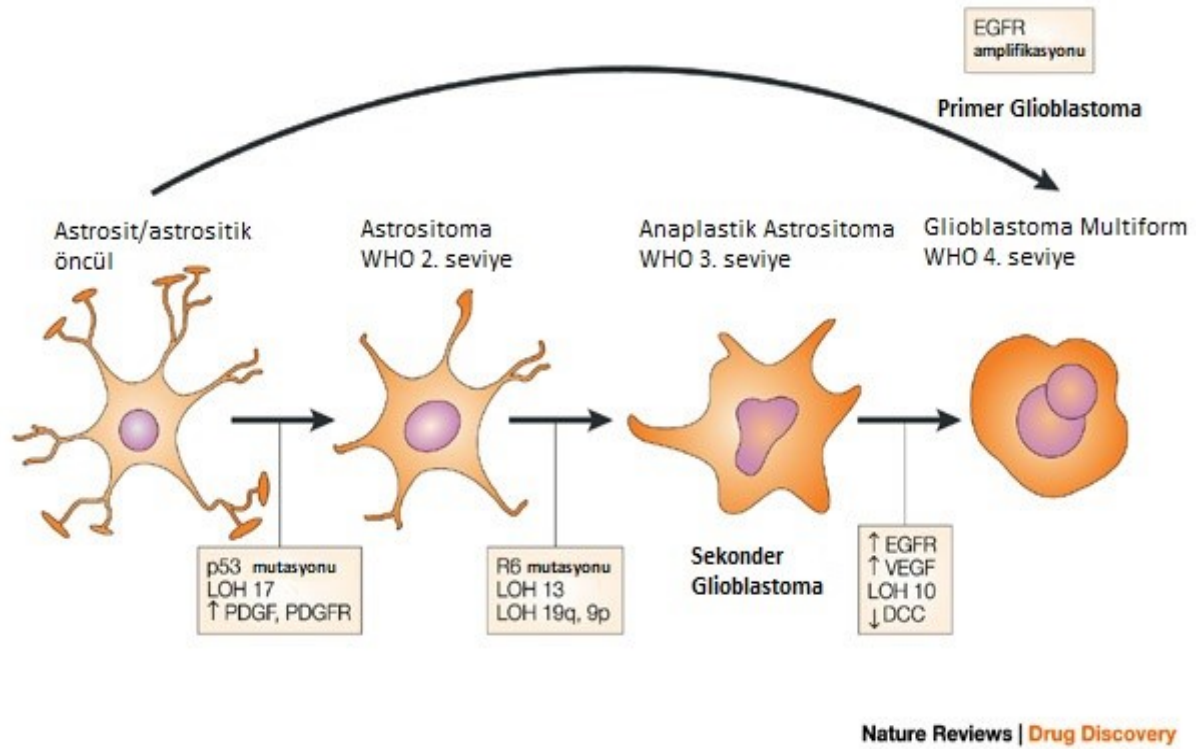 EGFR
amplifikasyonu
Primer Glioblastoma
Astrosit/astrositik
öncül
Astrositoma
WHO 2. seviye
Anaplastik Astrositoma
WHO 3. seviye
Glioblastoma Multiform
WHO 4. seviye
p53 mutasyonu
LOH 17
↑ PDGF, PDGFR
R6 mutasyonu
LOH 13
LOH 19q, 9p
Sekonder
Glioblastoma
↑ EGFR
↑ VEGF
LOH 10
↓ DCC
Nature Reviews | Drug Discovery